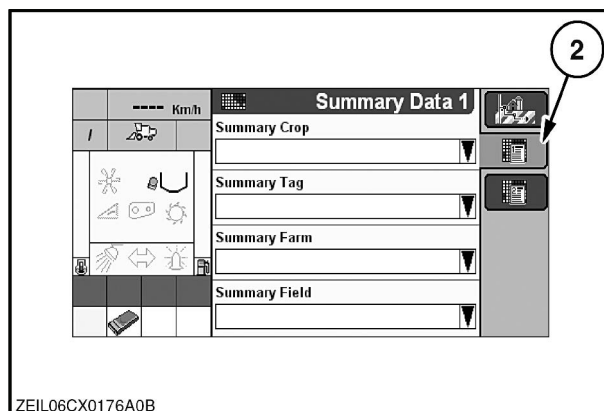 2
---- Km/h
Summary Data 1
/
Summary Crop
Summary Tag
Summary Farm
Summary Field
ZEIL06CX0176A0B